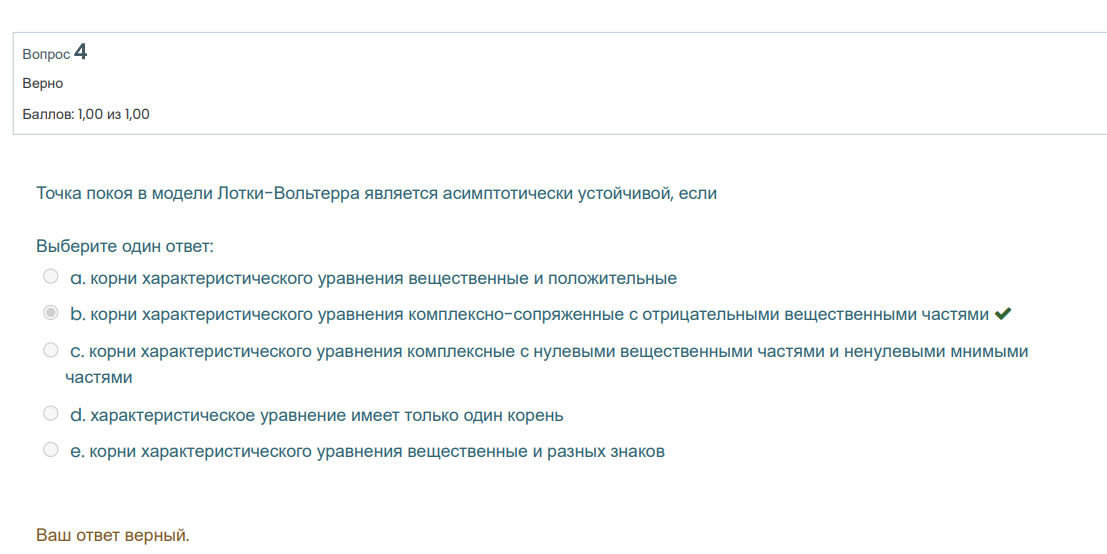 Вопрос 4
Верно
Баллов: 1,00 из 1,00
Точка покоя в модели Лотки-Вольтерра является асимптотически устойчивой, если
Выберите один ответ:
a. корни характеристического уравнения вещественные и положительные
b. корни характеристического уравнения комплексно-сопряженные с отрицательными вещественными частями
c. корни характеристического уравнения комплексные с нулевыми вещественными частями и ненулевыми мнимыми
частями
d. характеристическое уравнение имеет только один корень
e. корни характеристического уравнения вещественные и разных знаков
Ваш ответ верный.